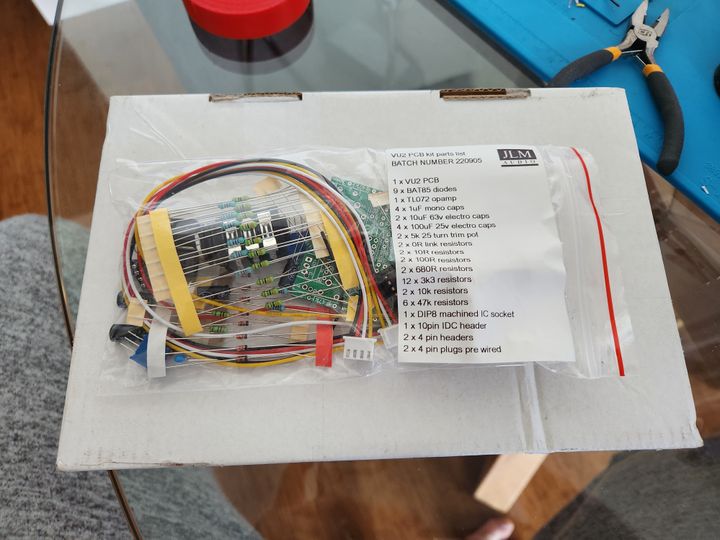 VU2 PCB kit parts list
BATCH NUMBER 220905
JLM
AUDIO
1 x VU2 PCB
9 x BAT85 diodes
1 x TL072 opamp
4 x 1uF mono caps
2 x 10uF 63v electro caps
4 x 100uF 25v electro caps
2 x 5k 25 turn trim pot
2 x 0R link resistors
2 x 10R resistors
2 x 100R resistors
2 x 680R resistors
12 x 3k3 resistors
2 x 10k resistors
6 x 47k resistors
1 x DIP8 machined IC socket
1 x 10pin IDC header
2 x 4 pin headers
2 x 4 pin plugs pre wired